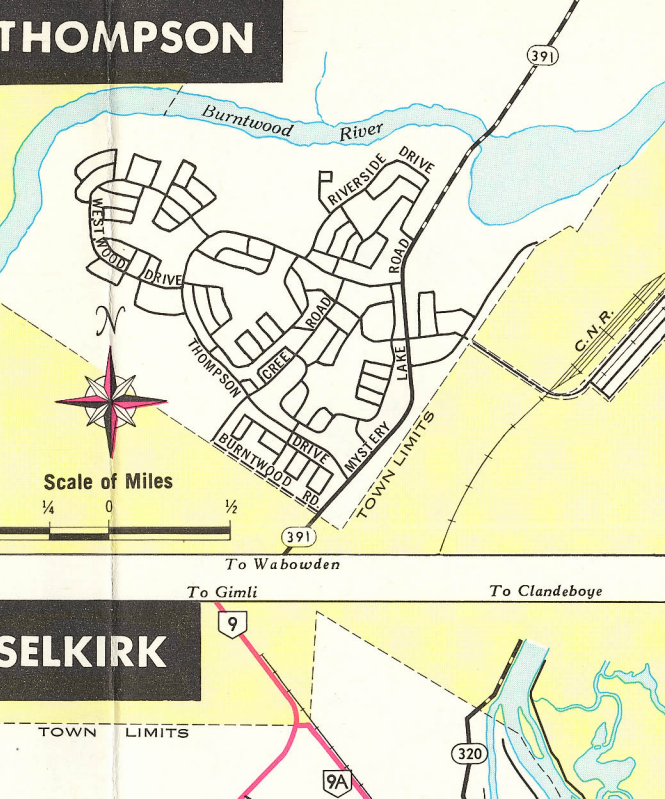 THOMPSON
391
Burntwood River
RIVERSIDE DRIVE
WESTWOOD DRIVE
ROAD
CREE ROAD
THOMPSON DRIVE
MYSTERY LAKE
C.N.R.
N
BURNTWOOD RD.
TOWN LIMITS
Scale of Miles
¼ 0 ½
391
To Wabowden
To Gimli
To Clandeboye
9
SELKIRK
TOWN LIMITS
320
9A